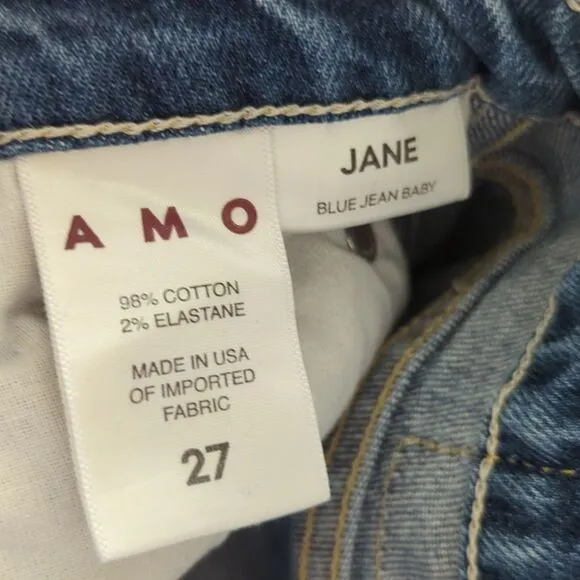 AMO
98% COTTON
2% ELASTANE
MADE IN USA
OF IMPORTED
FABRIC
27
JANE
BLUE JEAN BABY